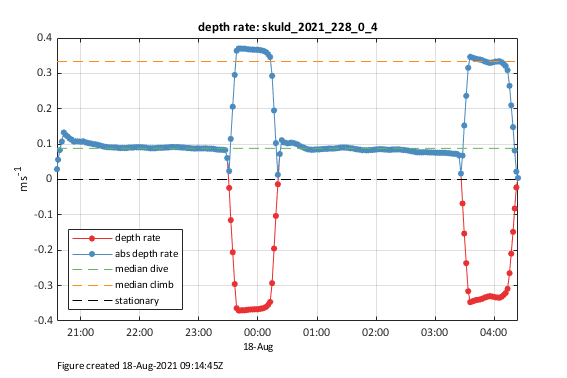 depth rate: skuld_2021_228_0_4
0.4
0.3
0.2
0.1
0
-0.1
-0.2
-0.3
-0.4
m s-1
depth rate
abs depth rate
median dive
median climb
stationary
21:00 22:00 23:00 00:00 01:00 02:00 03:00 04:00
18-Aug
Figure created 18-Aug-2021 09:14:45Z